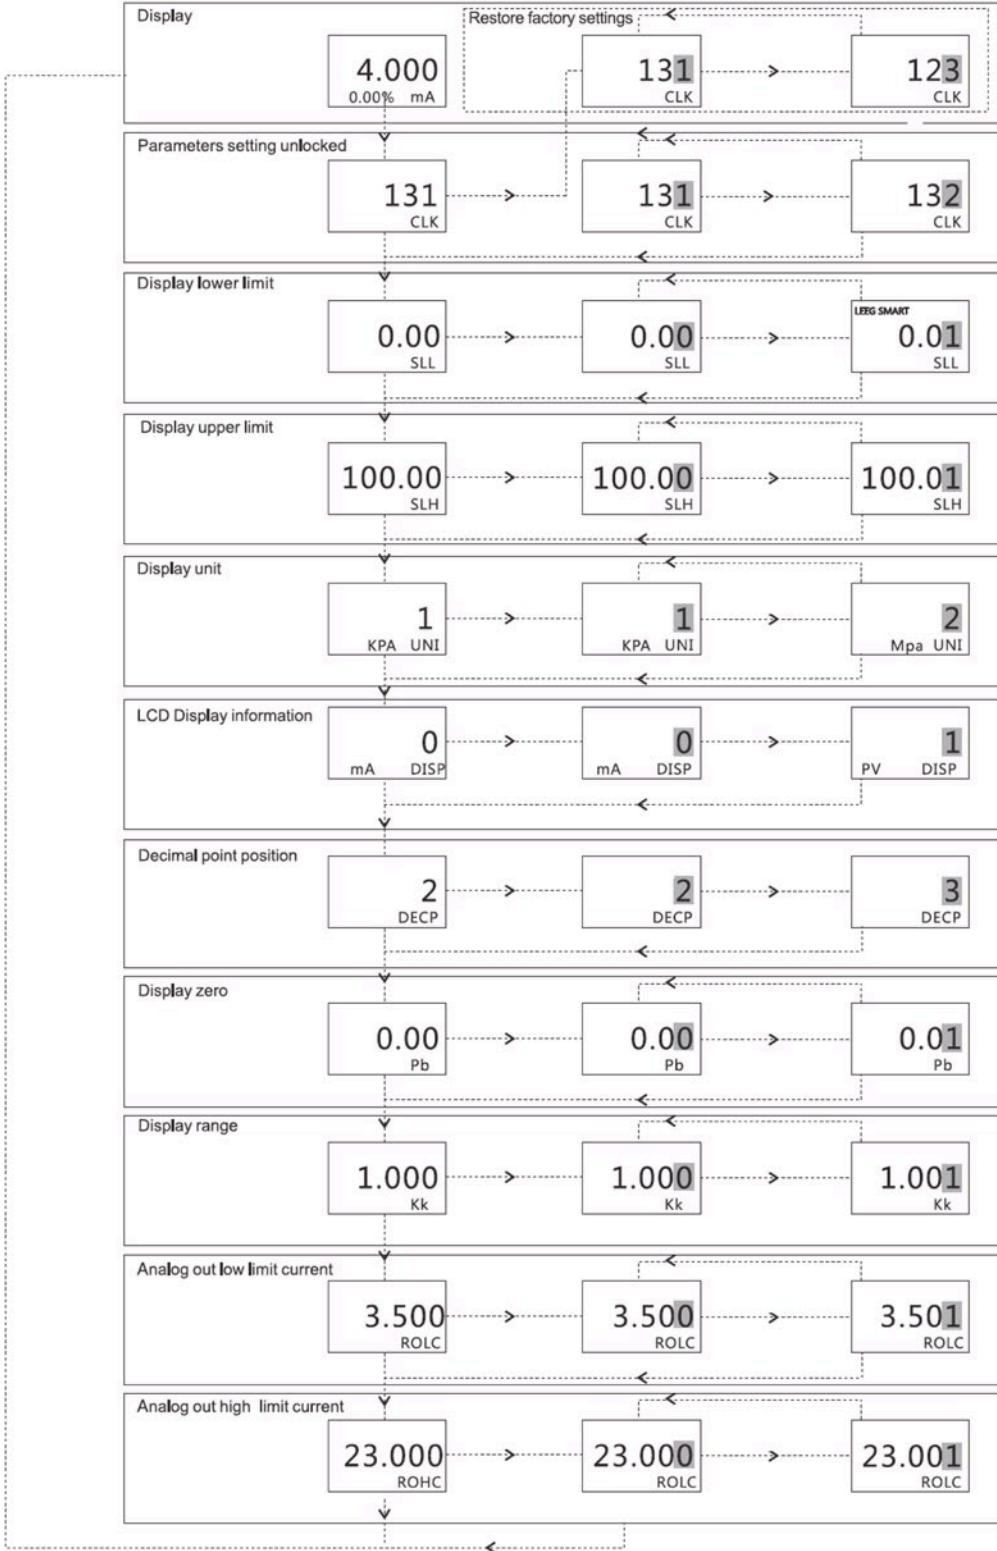 Display
Restore factory settings
4.000
0.00% mA
131
CLK
123
CLK
Parameters setting unlocked
131
CLK
131
CLK
132
CLK
Display lower limit
0.00
SLL
0.00
SLL
LEEG SMART
0.01
SLL
Display upper limit
100.00
SLH
100.00
SLH
100.01
SLH
Display unit
1
KPA UNI
1
KPA UNI
2
Mpa UNI
LCD Display information
0
mA DISP
0
mA DISP
1
PV DISP
Decimal point position
2
DECP
2
DECP
3
DECP
Display zero
0.00
Pb
0.00
Pb
0.01
Pb
Display range
1.000
Kk
1.000
Kk
1.001
Kk
Analog out low limit current
3.500
ROLC
3.500
ROLC
3.501
ROLC
Analog out high limit current
23.000
ROHC
23.000
ROLC
23.001
ROLC